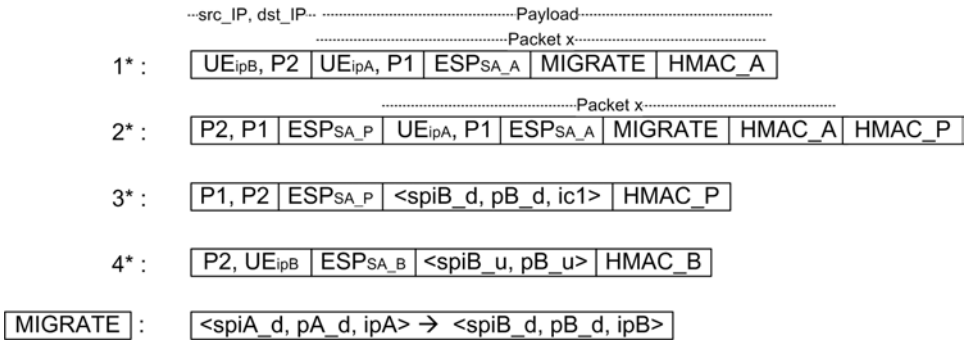 src_IP, dst_IP Payload
Packet x
1* : UEipB, P2 UEipA, P1 ESPSA_A MIGRATE HMAC_A
Packet x
2* : P2, P1 ESPSA_P UEipA, P1 ESPSA_A MIGRATE HMAC_A HMAC_P
3* : P1, P2 ESPSA_P <spiB_d, pB_d, ic1> HMAC_P
4* : P2, UEipB ESPSA_B <spiB_u, pB_u> HMAC_B
MIGRATE : <spiA_d, pA_d, ipA> → <spiB_d, pB_d, ipB>